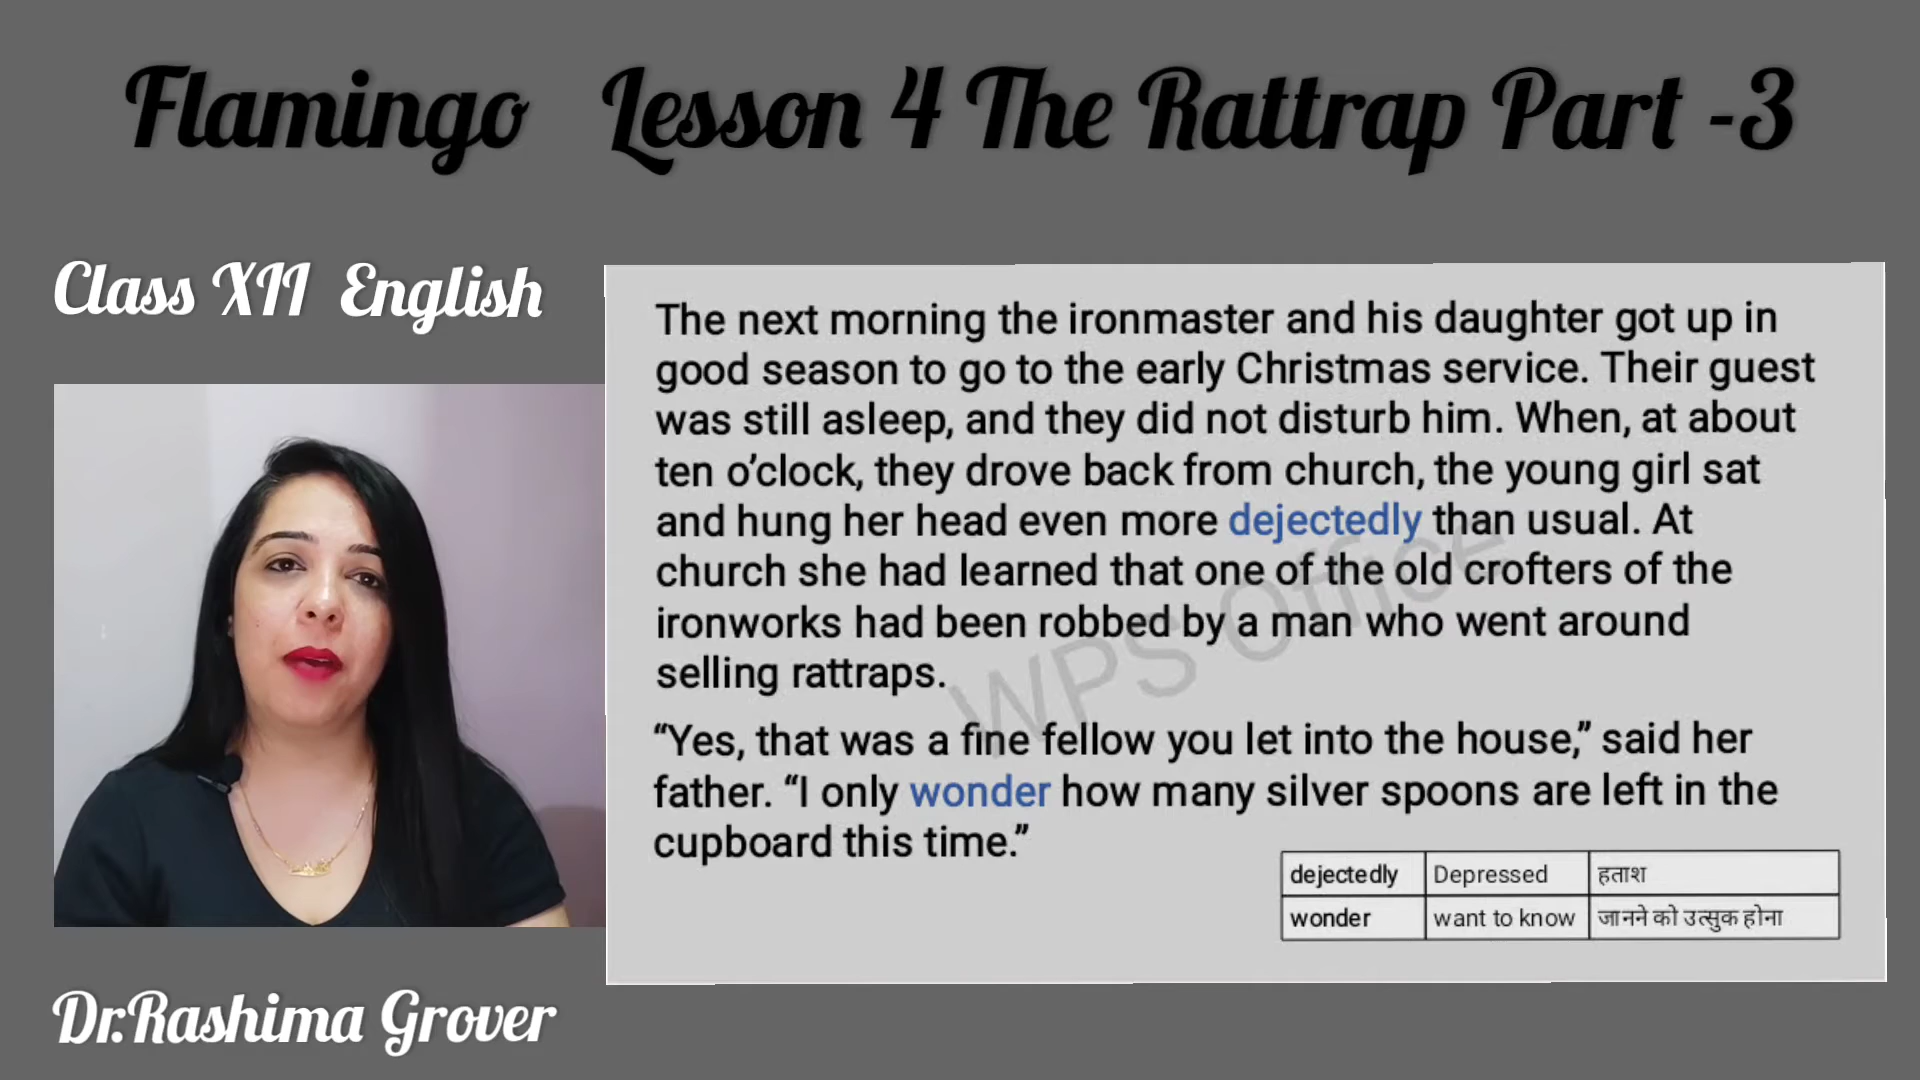 Flamingo Lesson 4 The Rattrap Part -3
Class XII English
The next morning the ironmaster and his daughter got up in
good season to go to the early Christmas service. Their guest
was still asleep, and they did not disturb him. When, at about
ten o’clock, they drove back from church, the young girl sat
and hung her head even more dejectedly than usual. At
church she had learned that one of the old crofters of the
ironworks had been robbed by a man who went around
selling rattraps.
“Yes, that was a fine fellow you let into the house,” said her
father. “I only wonder how many silver spoons are left in the
cupboard this time.”
WPS Office
dejectedly Depressed हताश
wonder want to know जानने को उत्सुक होना
Dr.Rashima Grover